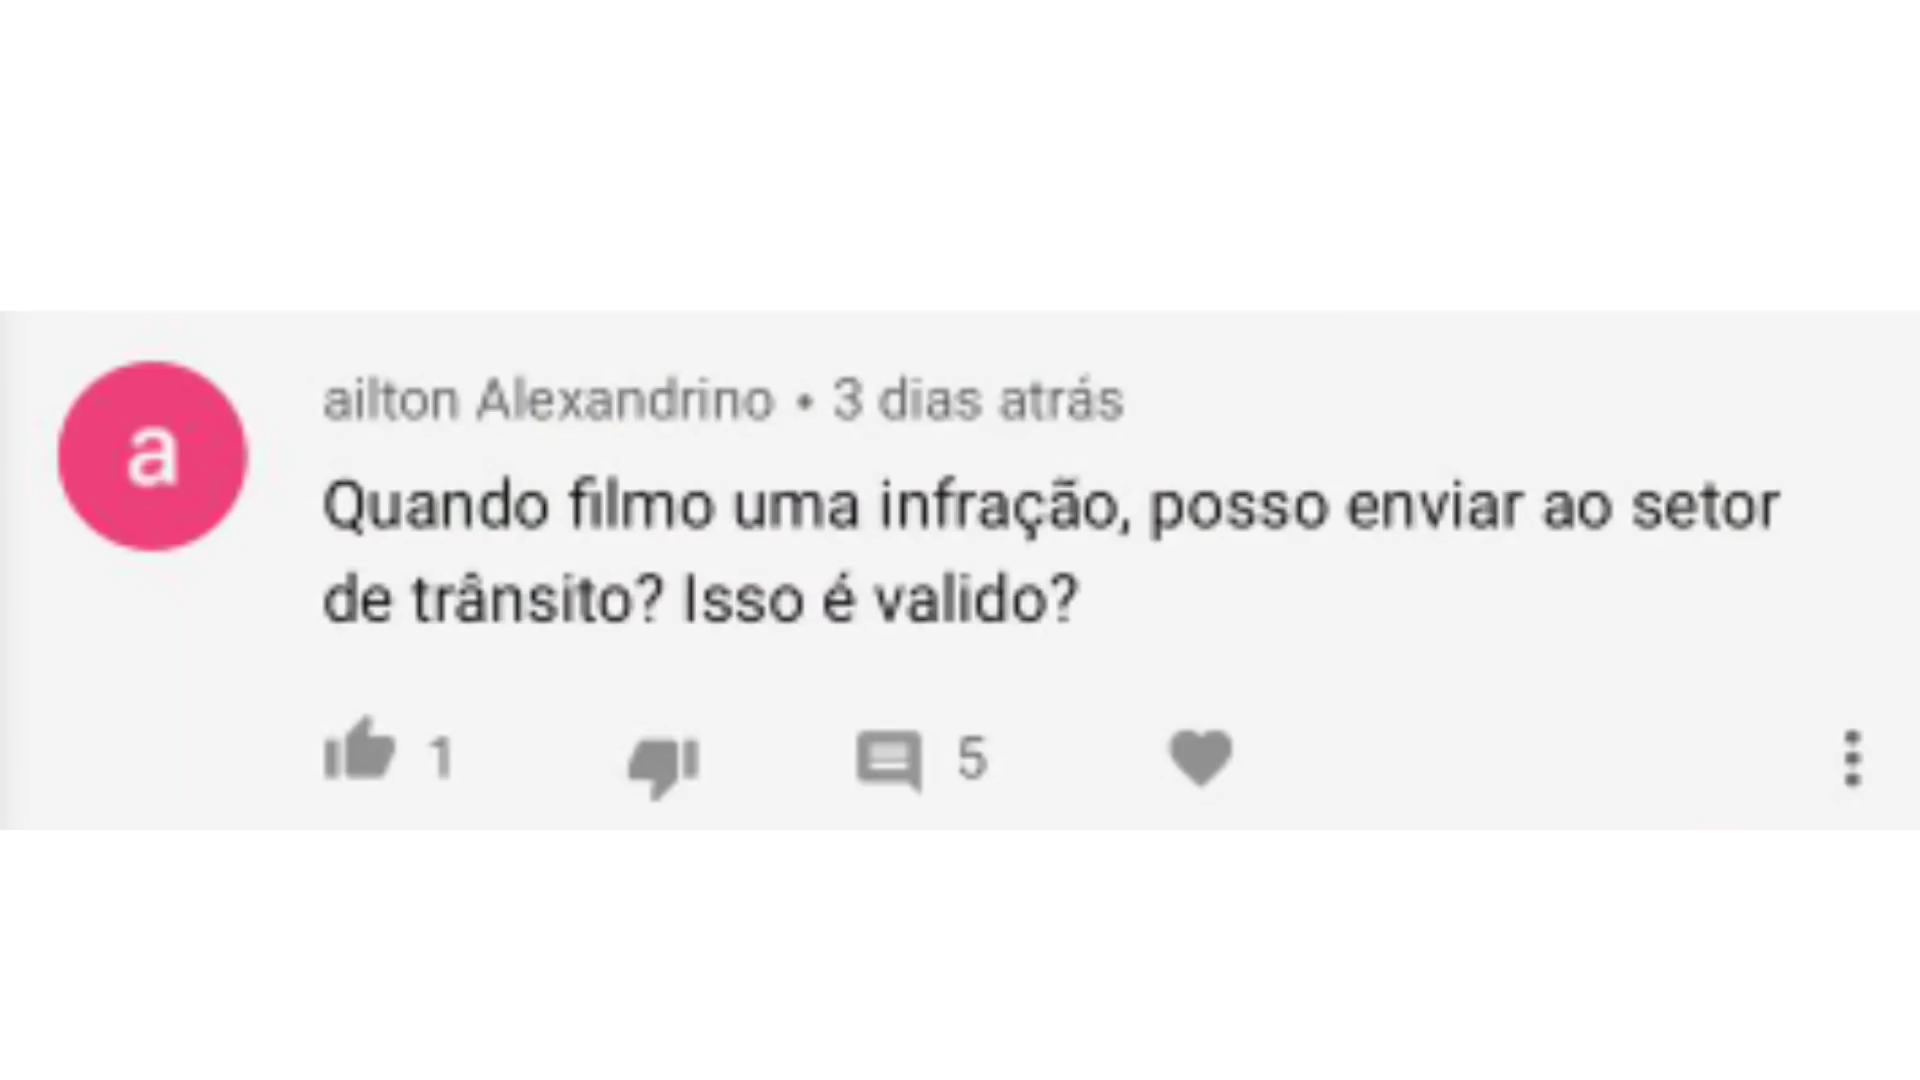 a
ailton Alexandrino • 3 dias atrás
Quando filmo uma infração, posso enviar ao setor
de trânsito? Isso é valido?
1 5